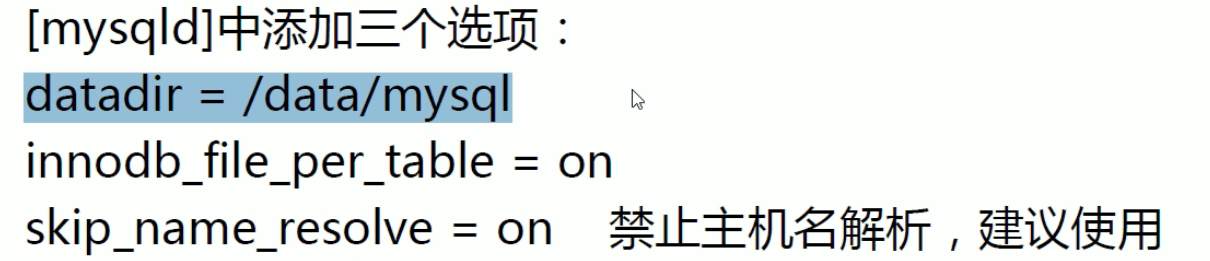 [mysqld]中添加三个选项：
datadir = /data/mysql
innodb_file_per_table = on
skip_name_resolve = on 禁止主机名解析，建议使用